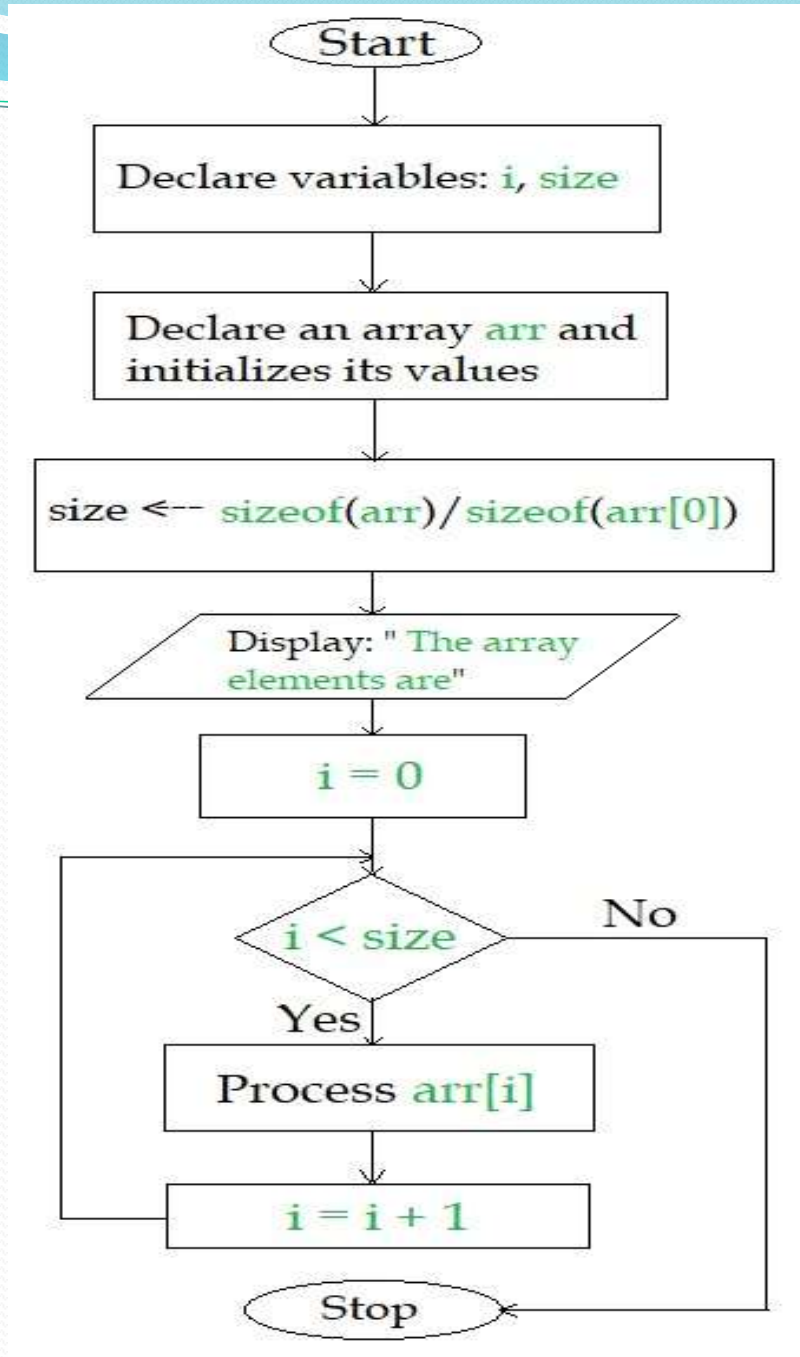 Start
Declare variables: i, size
Declare an array arr and
initializes its values
size <-- sizeof(arr)/sizeof(arr[0])
Display: " The array
elements are"
i = 0
i < size
No
Yes
Process arr[i]
i = i + 1
Stop